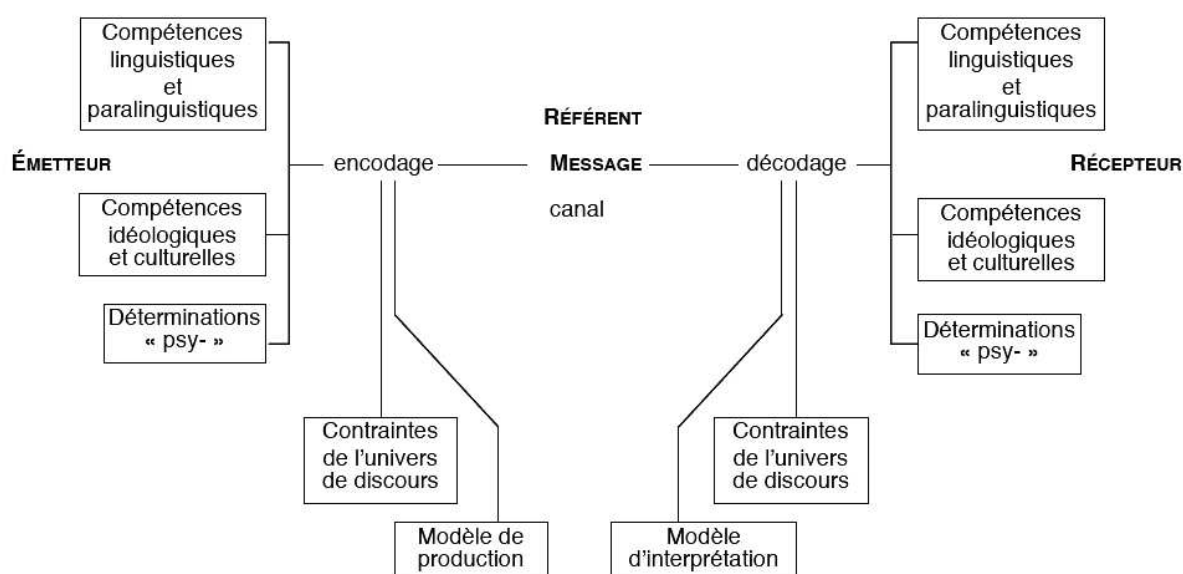 Compétences
linguistiques
et
paralinguistiques
Compétences
linguistiques
et
paralinguistiques
RÉFÉRENT
ÉMETTEUR
encodage
MESSAGE
décodage
RÉCEPTEUR
canal
Compétences
idéologiques
et culturelles
Compétences
idéologiques
et culturelles
Déterminations
« psy- »
Déterminations
« psy- »
Contraintes
de l'univers
de discours
Contraintes
de l'univers
de discours
Modèle de
production
Modèle
d'interprétation